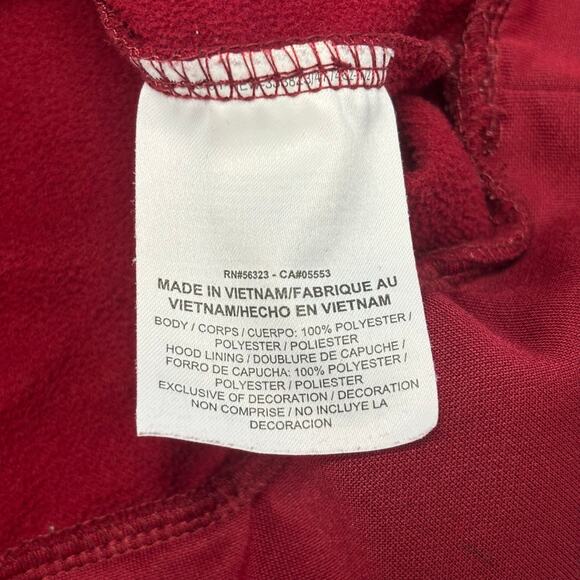 RN#56323 - CA#05553
MADE IN VIETNAM/FABRIQUE AU
VIETNAM/HECHO EN VIETNAM
BODY / CORPS / CUERPO: 100% POLYESTER /
POLYESTER / POLIESTER
HOOD LINING / DOUBLURE DE CAPUCHE /
FORRO DE CAPUCHA: 100% POLYESTER /
POLYESTER / POLIESTER
EXCLUSIVE OF DECORATION / DECORATION
NON COMPRISE / NO INCLUYE LA
DECORACION